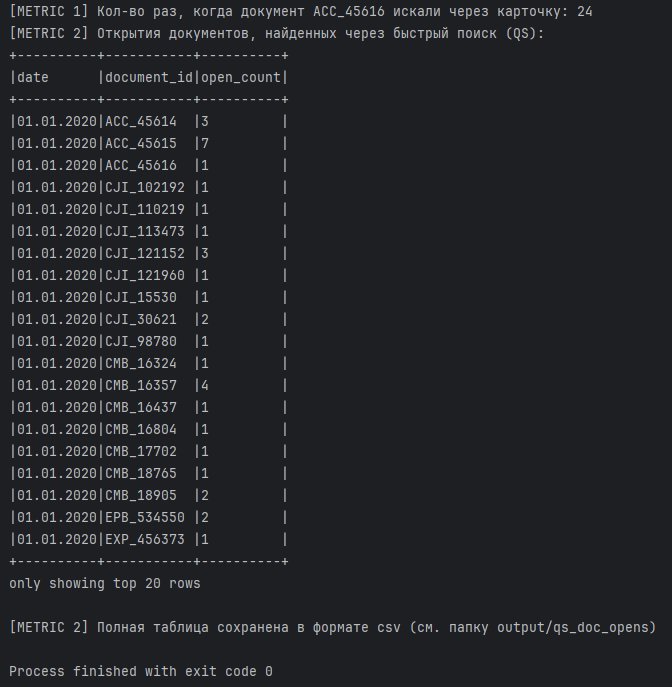 [METRIC 1] Кол-во раз, когда документ ACC_45616 искали через карточку: 24
[METRIC 2] Открытия документов, найденных через быстрый поиск (QS):
+----------+-----------+----------+
|date      |document_id|open_count|
+----------+-----------+----------+
|01.01.2020|ACC_45614  |3         |
|01.01.2020|ACC_45615  |7         |
|01.01.2020|ACC_45616  |1         |
|01.01.2020|CJI_102192 |1         |
|01.01.2020|CJI_110219 |1         |
|01.01.2020|CJI_113473 |1         |
|01.01.2020|CJI_121152 |3         |
|01.01.2020|CJI_121960 |1         |
|01.01.2020|CJI_15530  |1         |
|01.01.2020|CJI_30621  |2         |
|01.01.2020|CJI_98780  |1         |
|01.01.2020|CMB_16324  |1         |
|01.01.2020|CMB_16357  |4         |
|01.01.2020|CMB_16437  |1         |
|01.01.2020|CMB_16804  |1         |
|01.01.2020|CMB_17702  |1         |
|01.01.2020|CMB_18765  |1         |
|01.01.2020|CMB_18905  |2         |
|01.01.2020|EPB_534550 |2         |
|01.01.2020|EXP_456373 |1         |
+----------+-----------+----------+
only showing top 20 rows
[METRIC 2] Полная таблица сохранена в формате csv (см. папку output/qs_doc_opens)
Process finished with exit code 0